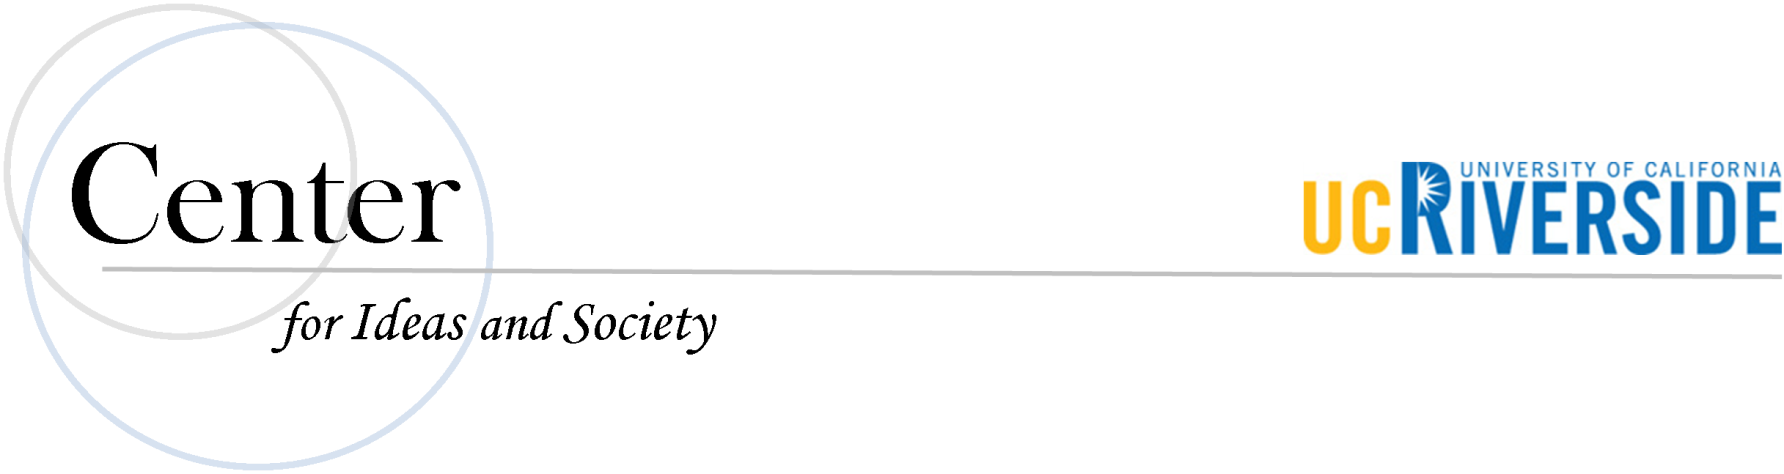 Center
for Ideas and Society
UNIVERSITY OF CALIFORNIA
UCRIVERSIDE